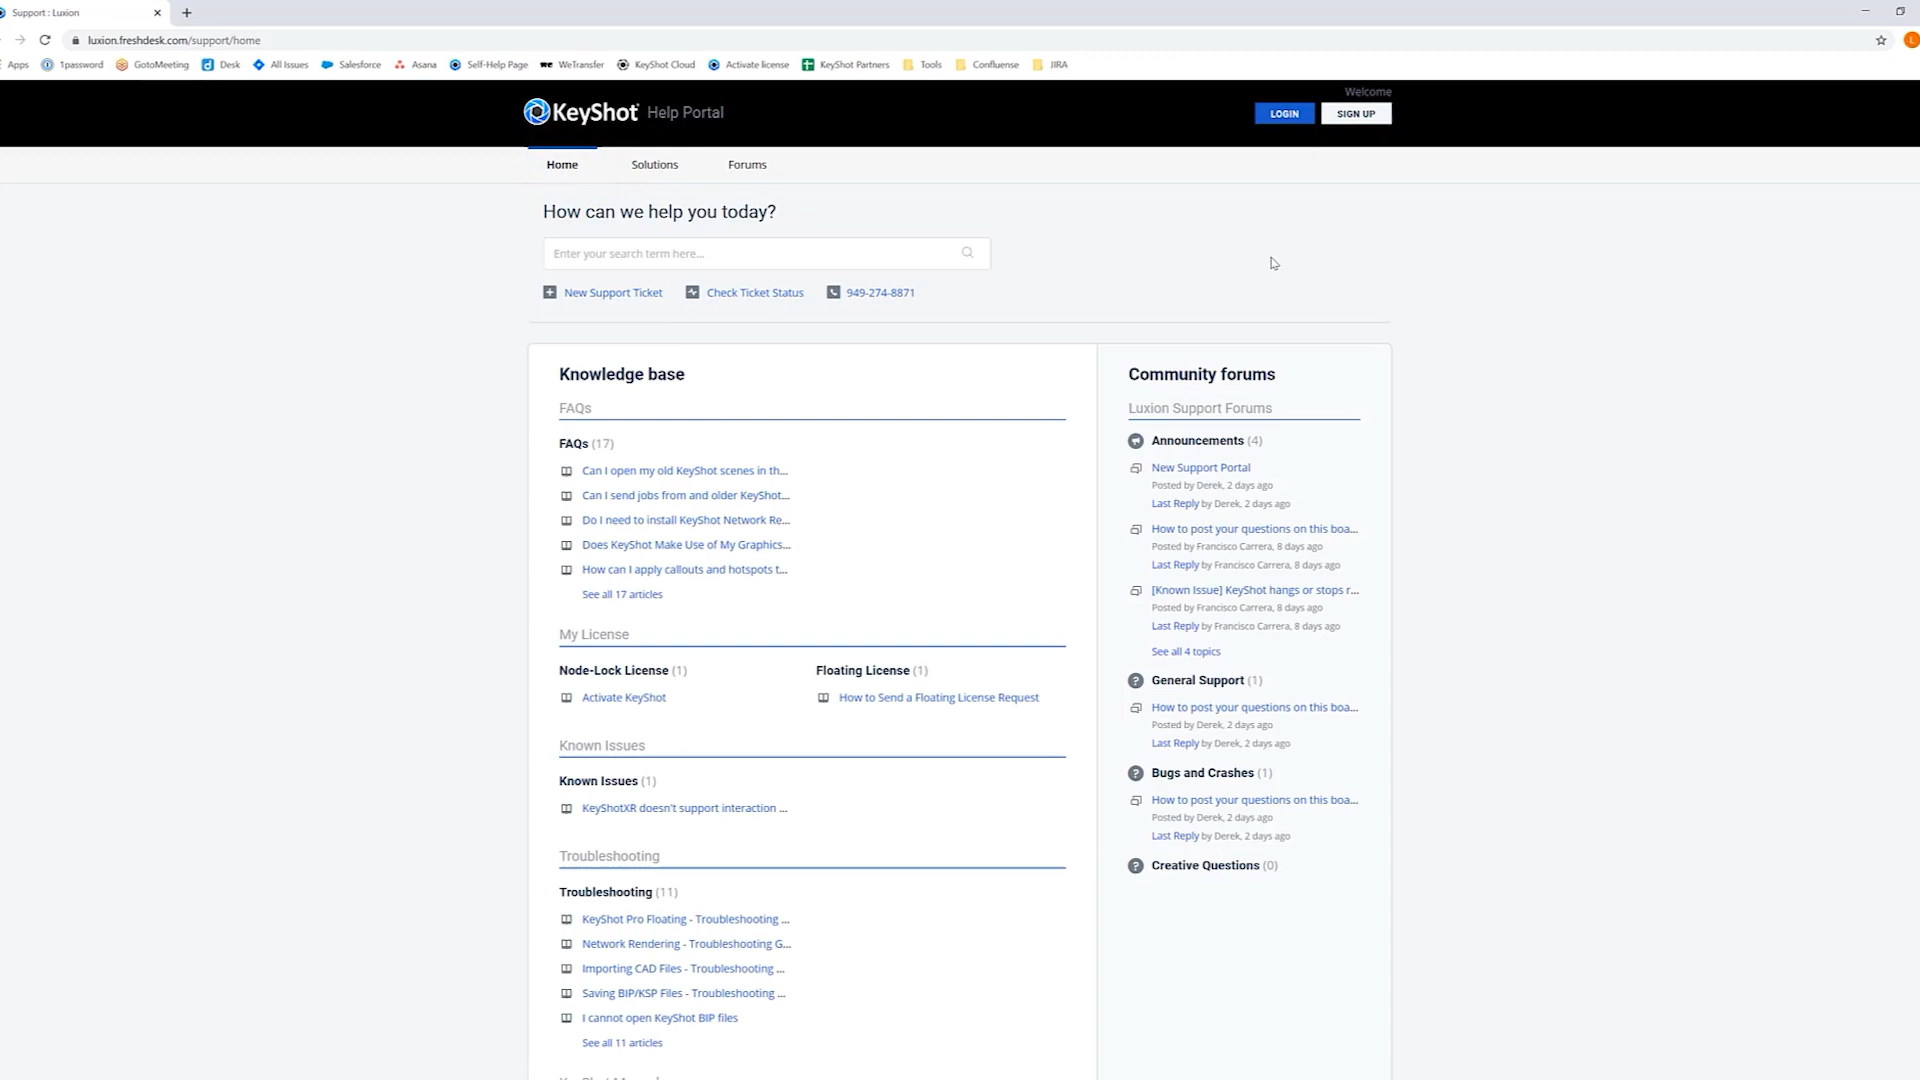 Support : Luxion
luxion.freshdesk.com/support/home
Apps 1password GotoMeeting Desk All Issues Salesforce Asana Self-Help Page WeTransfer KeyShot Cloud Activate license KeyShot Partners Tools Confluense JIRA
Welcome
KeyShot Help Portal
LOGIN SIGN UP
Home Solutions Forums
How can we help you today?
Enter your search term here...
New Support Ticket Check Ticket Status 949-274-8871
Knowledge base
FAQs
FAQs (17)
Can I open my old KeyShot scenes in th...
Can I send jobs from and older KeyShot...
Do I need to install KeyShot Network Re...
Does KeyShot Make Use of My Graphics...
How can I apply callouts and hotspots t...
See all 17 articles
My License
Node-Lock License (1)
Activate KeyShot
Floating License (1)
How to Send a Floating License Request
Known Issues
Known Issues (1)
KeyShotXR doesn't support interaction ...
Troubleshooting
Troubleshooting (11)
KeyShot Pro Floating - Troubleshooting ...
Network Rendering - Troubleshooting G...
Importing CAD Files - Troubleshooting ...
Saving BIP/KSP Files - Troubleshooting ...
I cannot open KeyShot BIP files
See all 11 articles
Community forums
Luxion Support Forums
Announcements (4)
New Support Portal
Posted by Derek, 2 days ago
Last Reply by Derek, 2 days ago
How to post your questions on this boa...
Posted by Francisco Carrera, 8 days ago
Last Reply by Francisco Carrera, 8 days ago
[Known Issue] KeyShot hangs or stops r...
Posted by Francisco Carrera, 8 days ago
Last Reply by Francisco Carrera, 8 days ago
See all 4 topics
General Support (1)
How to post your questions on this boa...
Posted by Derek, 2 days ago
Last Reply by Derek, 2 days ago
Bugs and Crashes (1)
How to post your questions on this boa...
Posted by Derek, 2 days ago
Last Reply by Derek, 2 days ago
Creative Questions (0)